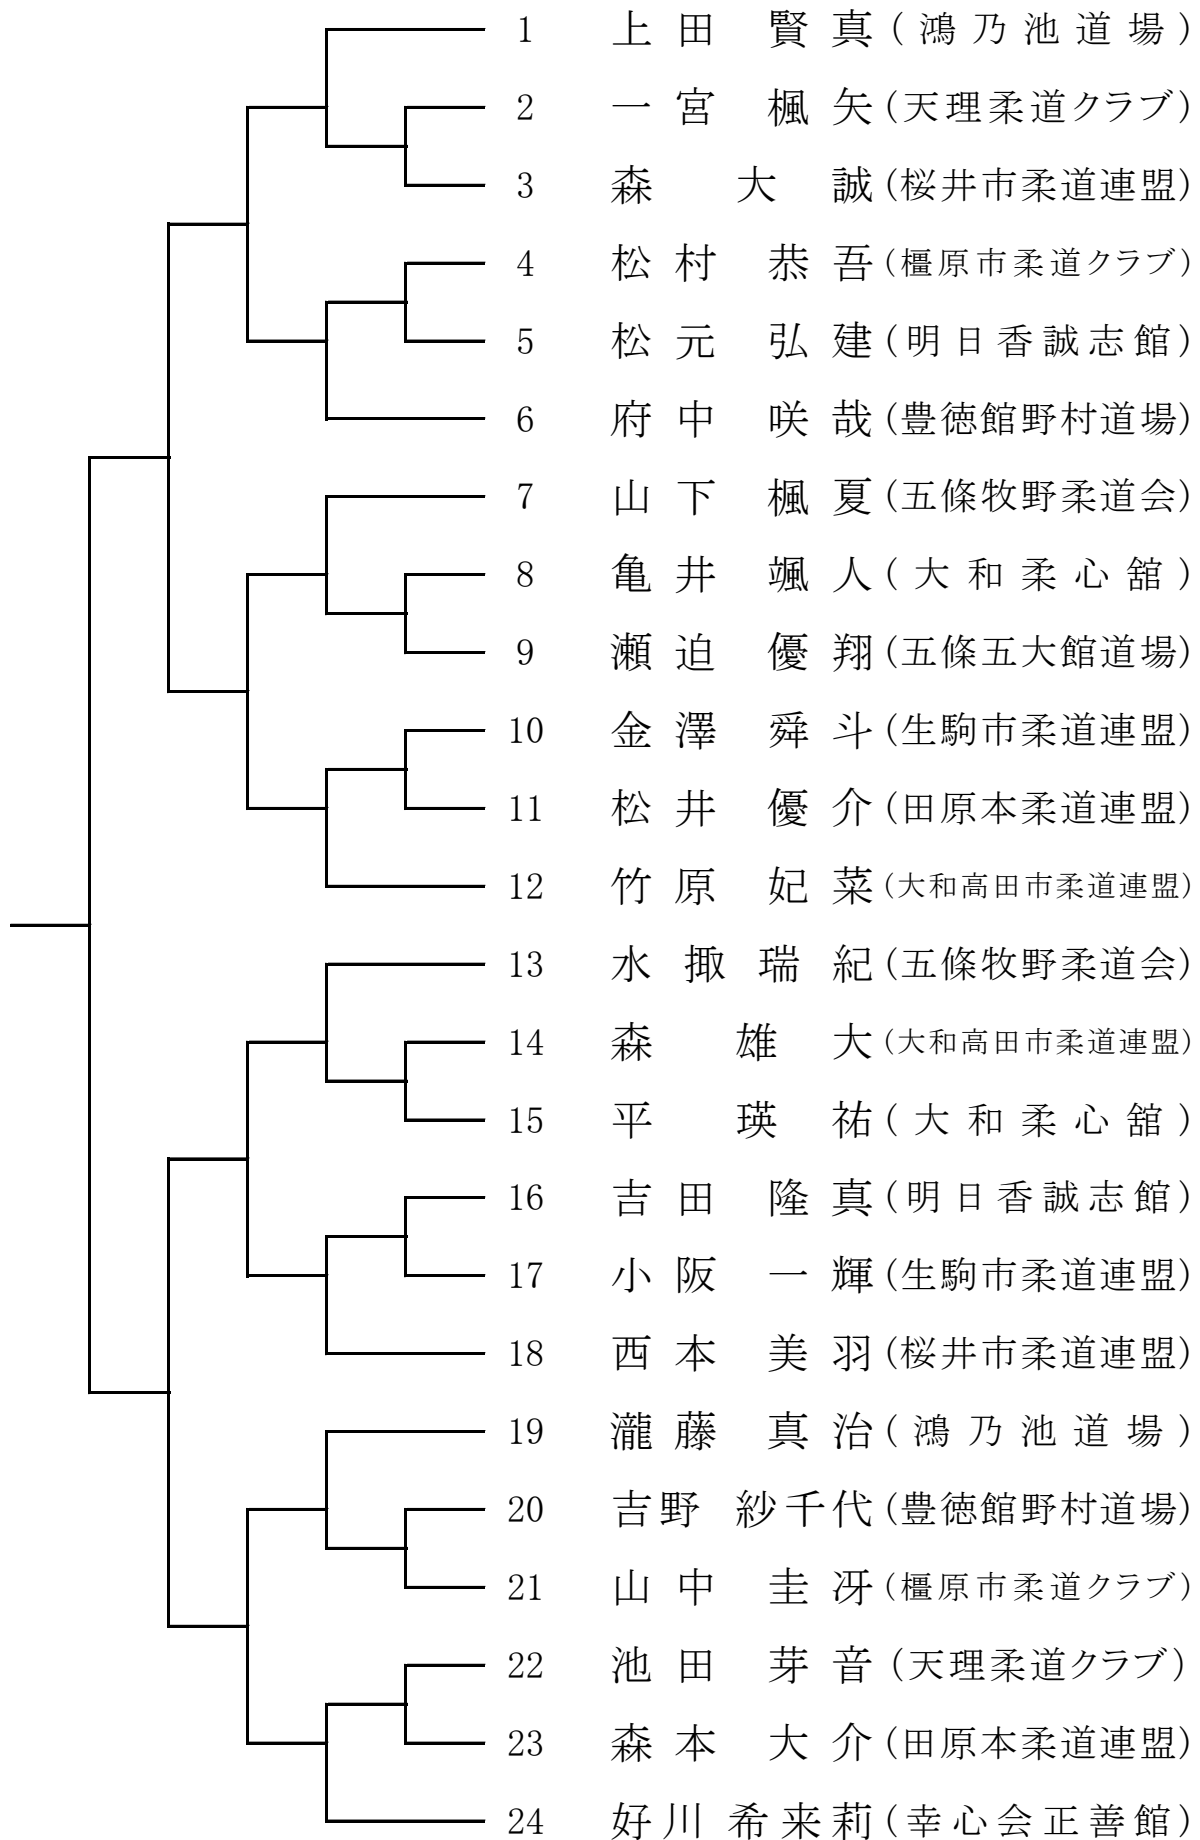 1 上田 賢真(鴻乃池道場)
2 一宮 楓矢(天理柔道クラブ)
3 森 大誠(桜井市柔道連盟)
4 松村 恭吾(橿原市柔道クラブ)
5 松元 弘建(明日香誠志館)
6 府中 咲哉(豊徳館野村道場)
7 山下 楓夏(五條牧野柔道会)
8 亀井 颯人(大和柔心舘)
9 瀬迫 優翔(五條五大館道場)
10 金澤 舜斗(生駒市柔道連盟)
11 松井 優介(田原本柔道連盟)
12 竹原 妃菜(大和高田市柔道連盟)
13 水掫 瑞紀(五條牧野柔道会)
14 森 雄大(大和高田市柔道連盟)
15 平 瑛祐(大和柔心舘)
16 吉田 隆真(明日香誠志館)
17 小阪 一輝(生駒市柔道連盟)
18 西本 美羽(桜井市柔道連盟)
19 瀧藤 真治(鴻乃池道場)
20 吉野 紗千代(豊徳館野村道場)
21 山中 圭冴(橿原市柔道クラブ)
22 池田 芽音(天理柔道クラブ)
23 森本 大介(田原本柔道連盟)
24 好川 希来莉(幸心会正善館)